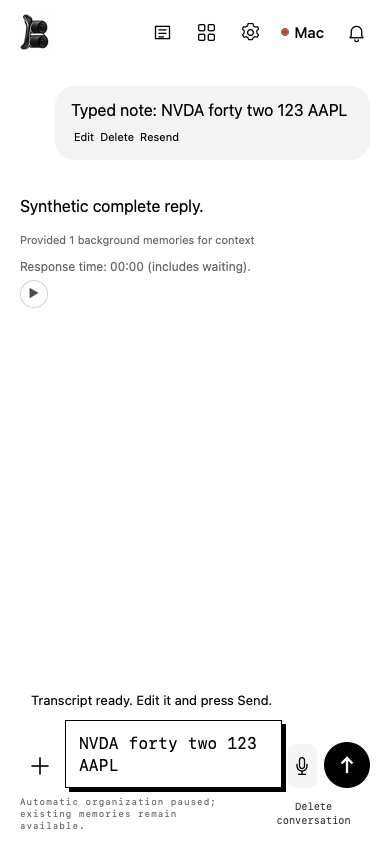 Mac
Typed note: NVDA forty two 123 AAPL
Edit Delete Resend
Synthetic complete reply.
Provided 1 background memories for context
Response time: 00:00 (includes waiting).
Transcript ready. Edit it and press Send.
NVDA forty two 123
AAPL
Automatic organization paused;
existing memories remain
available.
Delete
conversation